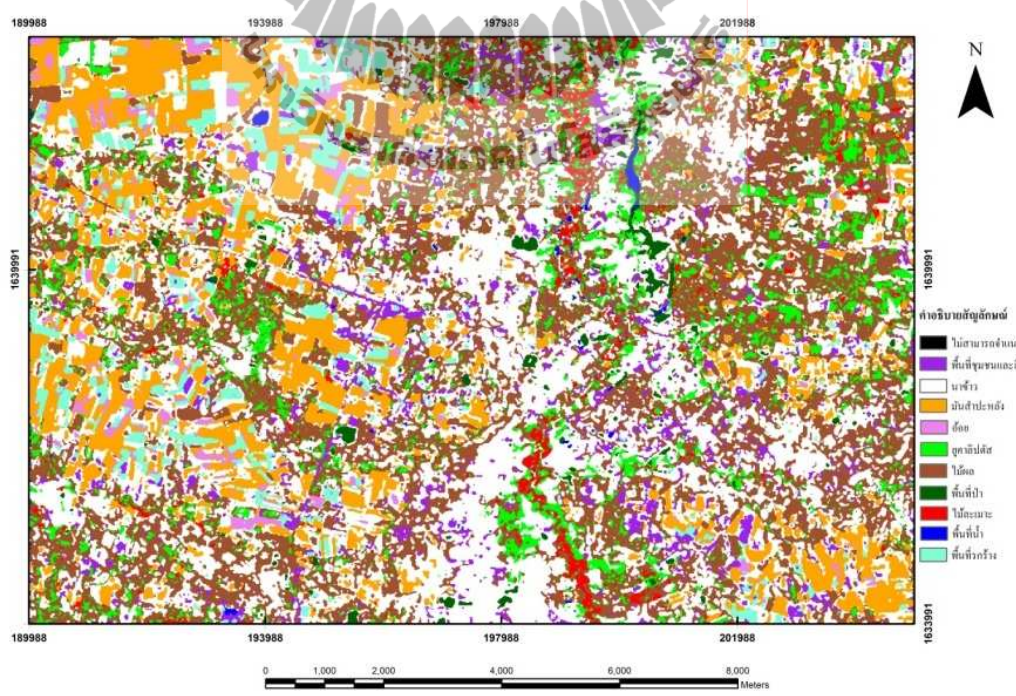 189988 193988 197988 201988
N
1639991 1639991
คำอธิบายสัญลักษณ์
ไม่สามารถจำแน
พื้นที่ชุมชนและ
นาข้าว
มันสำปะหลัง
อ้อย
ยูคาลิปตัส
ไม้ผล
พื้นที่ป่า
ไม้ละเมาะ
พื้นที่น้ำ
พื้นที่รกร้าง
1633991
189988 193988 197988 201988
0 1,000 2,000 4,000 6,000 8,000
Meters